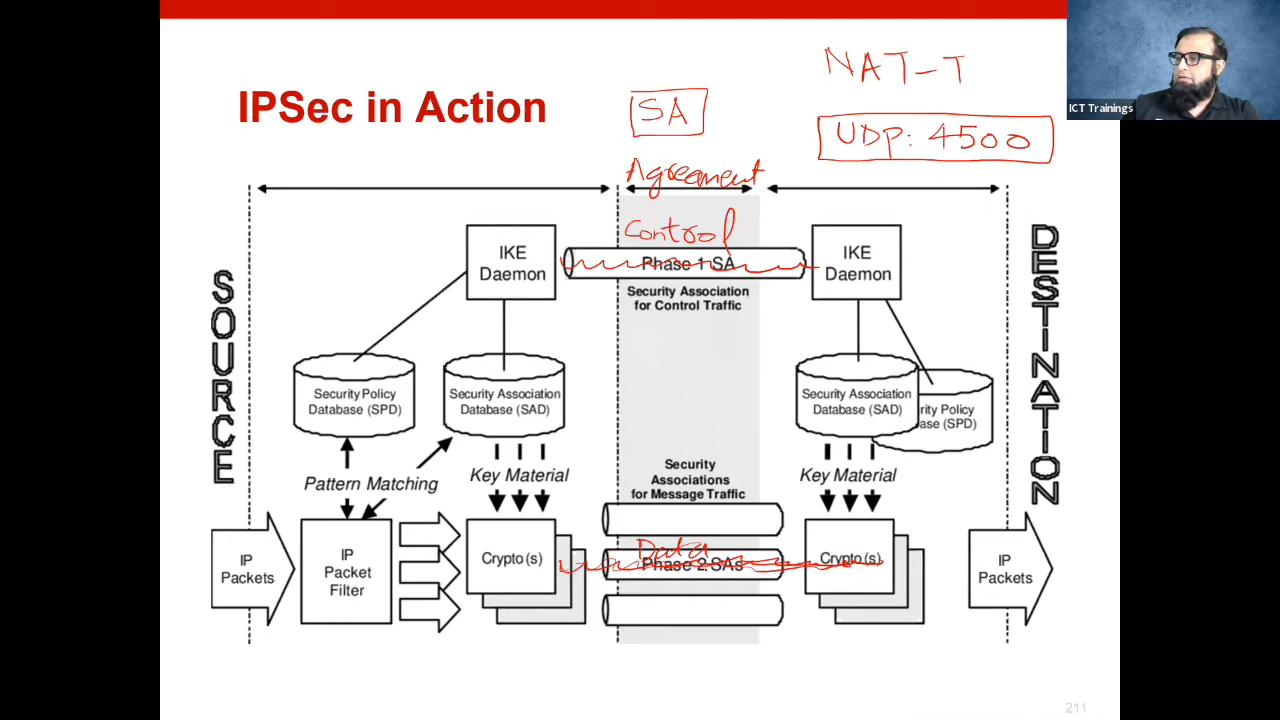 NAT-T
ICT Trainings
IPSec in Action
SA
UDP: 4500
Agreement
Control
IKE
Daemon
Phase 1 SA
IKE
Daemon
Security Association
for Control Traffic
SOURCE
DESTINATION
Security Policy
Database (SPD)
Security Association
Database (SAD)
Security Association
Database (SAD)
rity Policy
ase (SPD)
Pattern Matching
Key Material
Security
Associations
for Message Traffic
Key Material
IP
Packets
IP
Packet
Filter
Crypto(s)
Data
Phase 2 SAs
Crypto(s)
IP
Packets
211